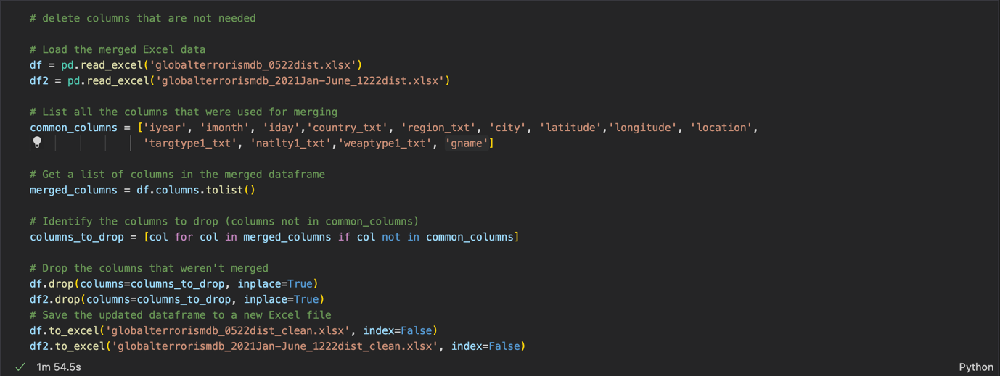 # delete columns that are not needed
# Load the merged Excel data
df = pd.read_excel('globalterrorismdb_0522dist.xlsx')
df2 = pd.read_excel('globalterrorismdb_2021Jan-June_1222dist.xlsx')
# List all the columns that were used for merging
common_columns = ['iyear', 'imonth', 'iday','country_txt', 'region_txt', 'city', 'latitude','longitude', 'location',
'targtype1_txt', 'natlty1_txt','weaptype1_txt', 'gname']
# Get a list of columns in the merged dataframe
merged_columns = df.columns.tolist()
# Identify the columns to drop (columns not in common_columns)
columns_to_drop = [col for col in merged_columns if col not in common_columns]
# Drop the columns that weren't merged
df.drop(columns=columns_to_drop, inplace=True)
df2.drop(columns=columns_to_drop, inplace=True)
# Save the updated dataframe to a new Excel file
df.to_excel('globalterrorismdb_0522dist_clean.xlsx', index=False)
df2.to_excel('globalterrorismdb_2021Jan-June_1222dist_clean.xlsx', index=False)
1m 54.5s
Python